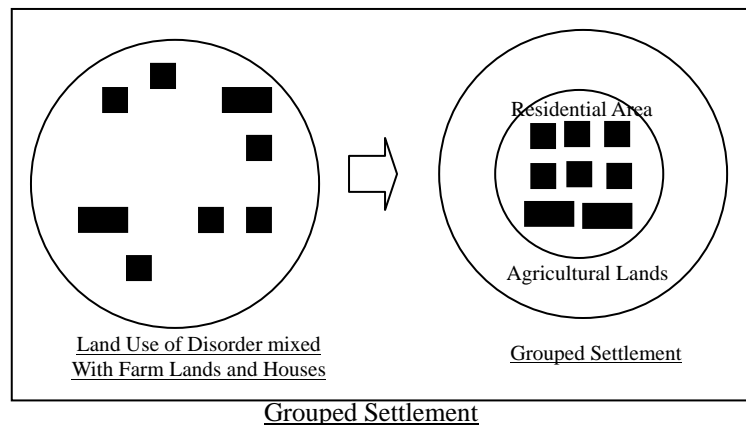 Residential Area
Agricultural Lands
Land Use of Disorder mixed
With Farm Lands and Houses
Grouped Settlement
Grouped Settlement